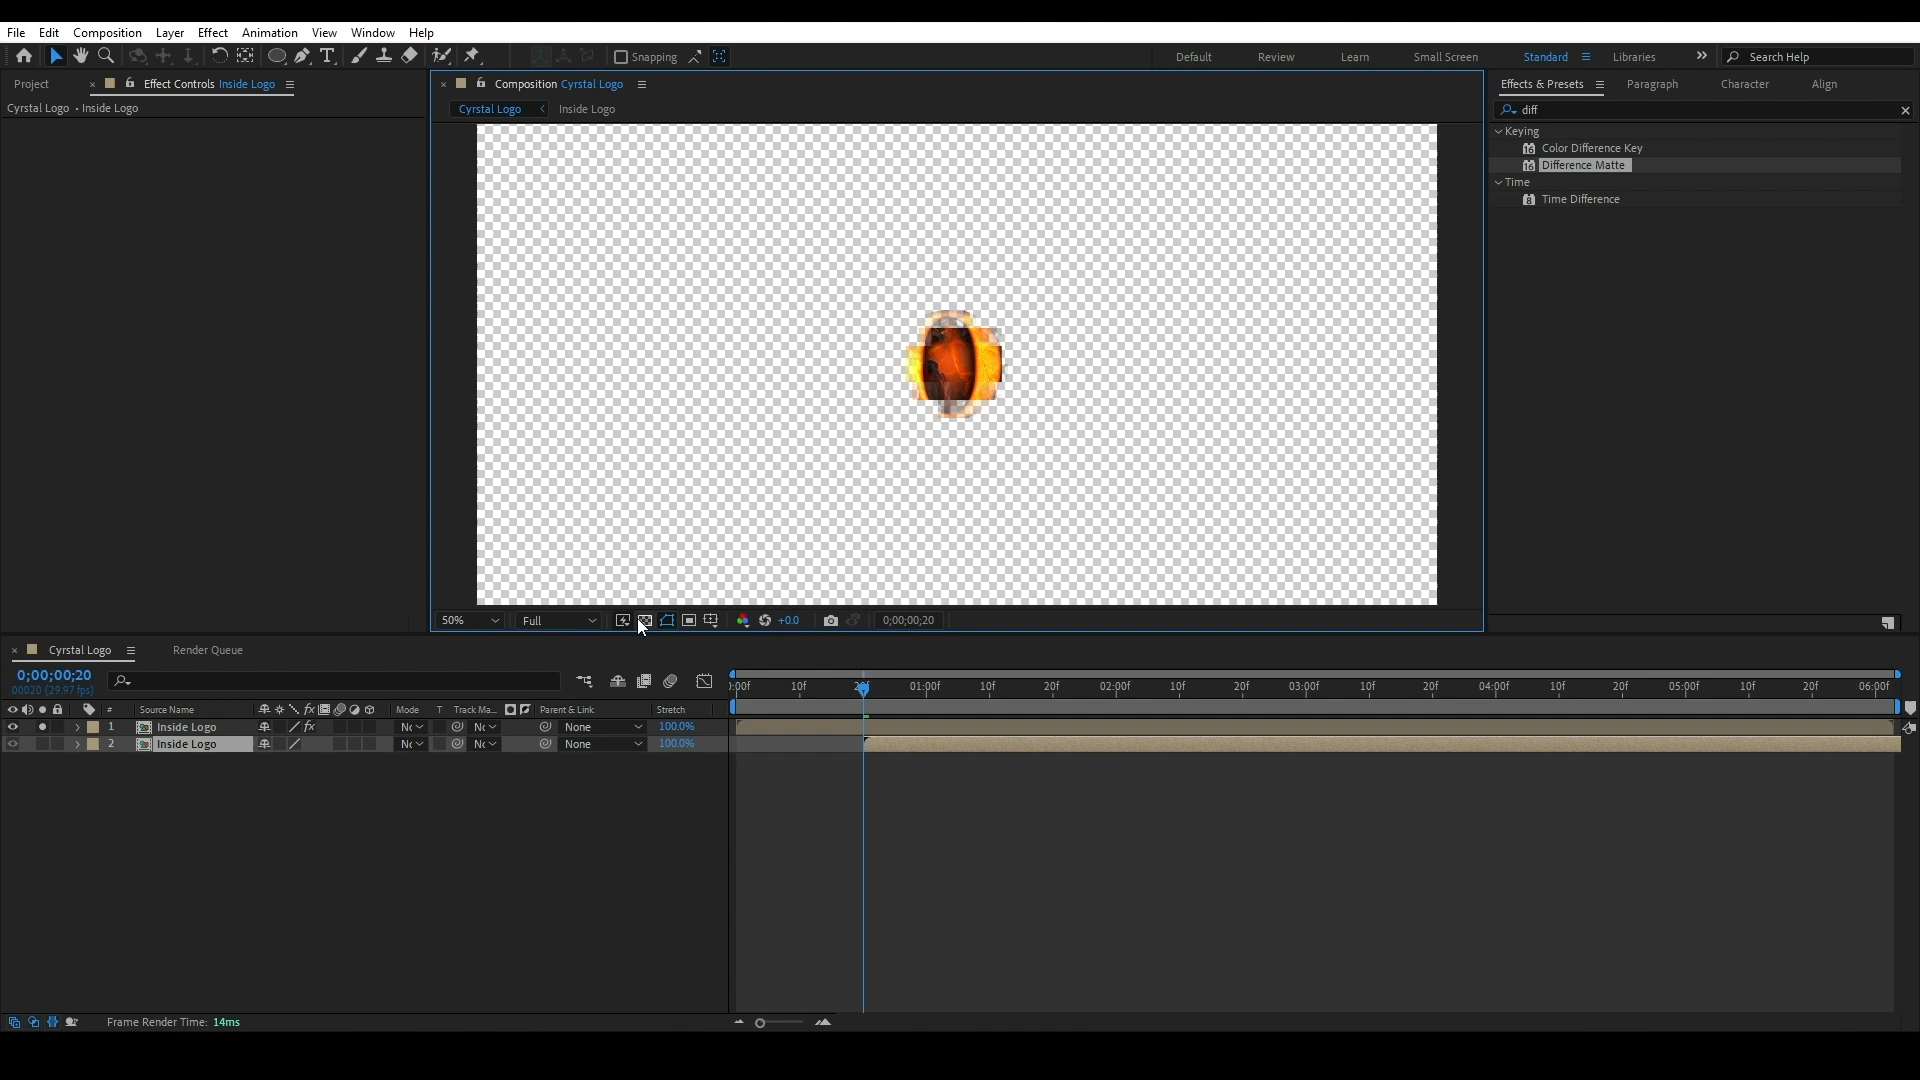 File Edit Composition Layer Effect Animation View Window Help
Snapping
Default Review Learn Small Screen Standard Libraries Search Help
Project Effect Controls Inside Logo
Cyrstal Logo • Inside Logo
Composition Cyrstal Logo
Cyrstal Logo Inside Logo
Effects & Presets Paragraph Character Align
diff
Keying
Color Difference Key
Difference Matte
Time
Time Difference
50% Full +0.0 0;00;00;20
Cyrstal Logo Render Queue
0;00;00;20
00020 (29.97 fps)
:00f 10f 20f 01:00f 10f 20f 02:00f 10f 20f 03:00f 10f 20f 04:00f 10f 20f 05:00f 10f 20f 06:00f
# Source Name Mode T Track Ma... Parent & Link Stretch
1 Inside Logo None 100.0%
2 Inside Logo None 100.0%
Frame Render Time: 14ms